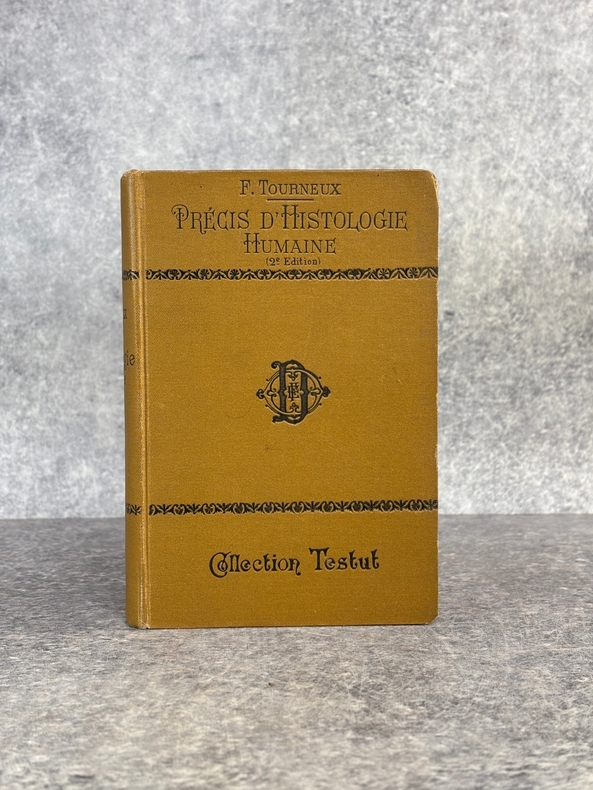 F. Tourneux
Précis d'Histologie
Humaine
(2e Edition)
Collection Testut